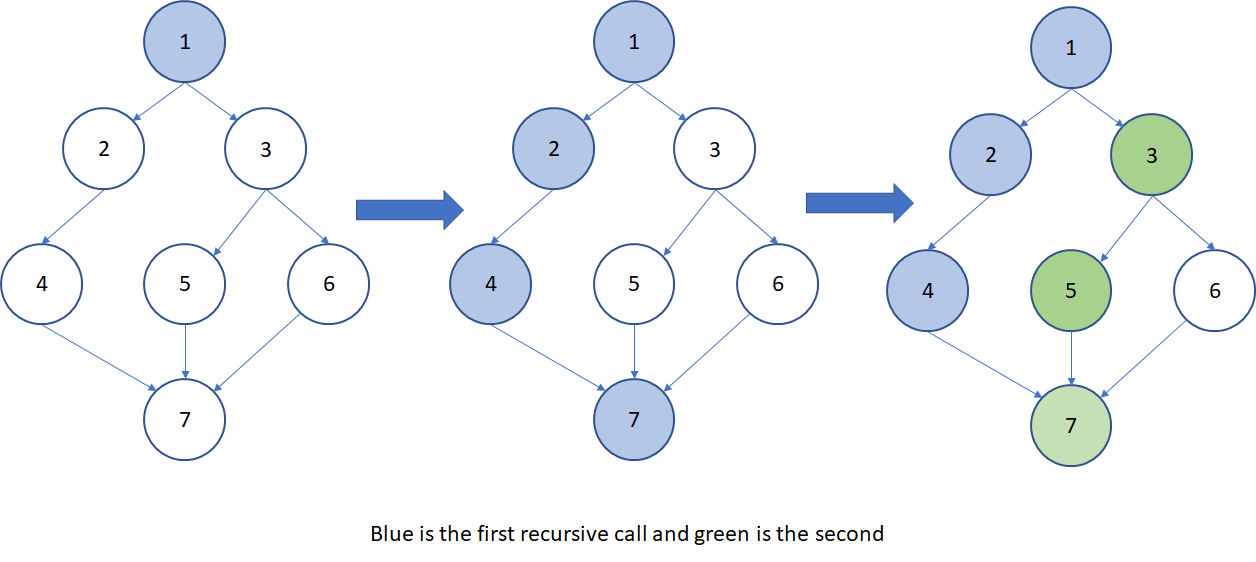 1 1 1
2 3 2 3 2 3
4 5 6 4 5 6 4 5 6
7 7 7
Blue is the first recursive call and green is the second